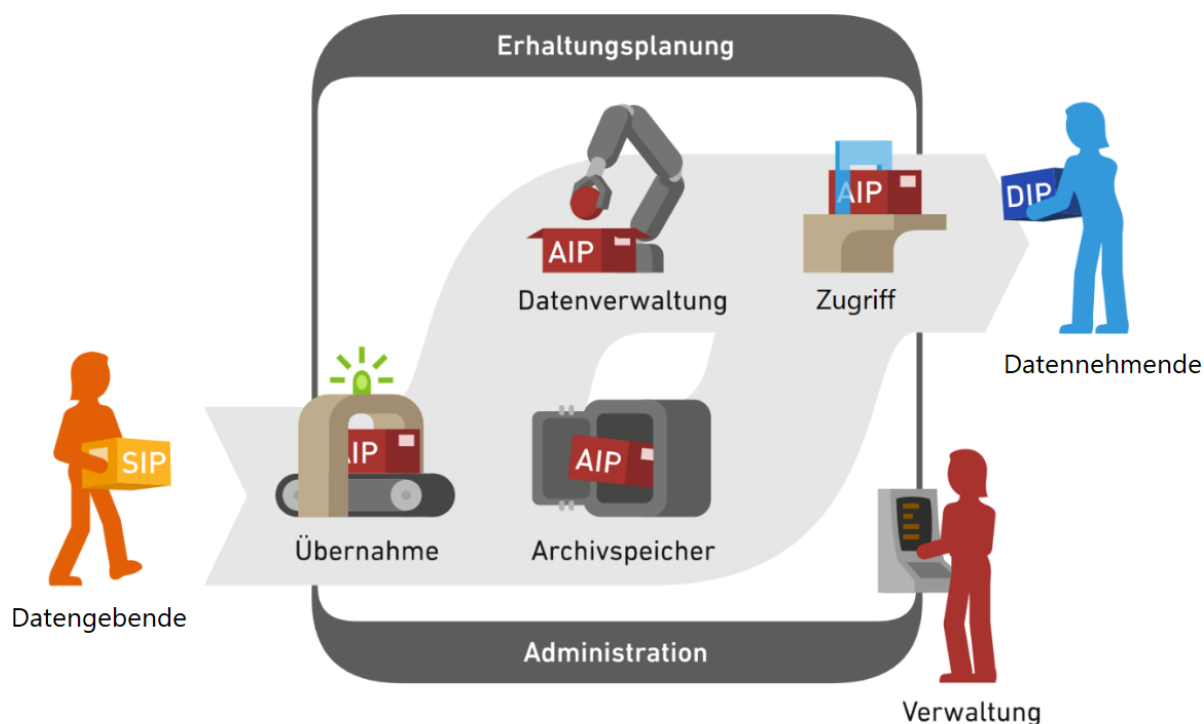 Erhaltungsplanung
AIP
AIP
DIP
Datenverwaltung
Zugriff
Datennehmende
SIP
AIP
AIP
Übernahme
Archivspeicher
Datengebende
Administration
Verwaltung